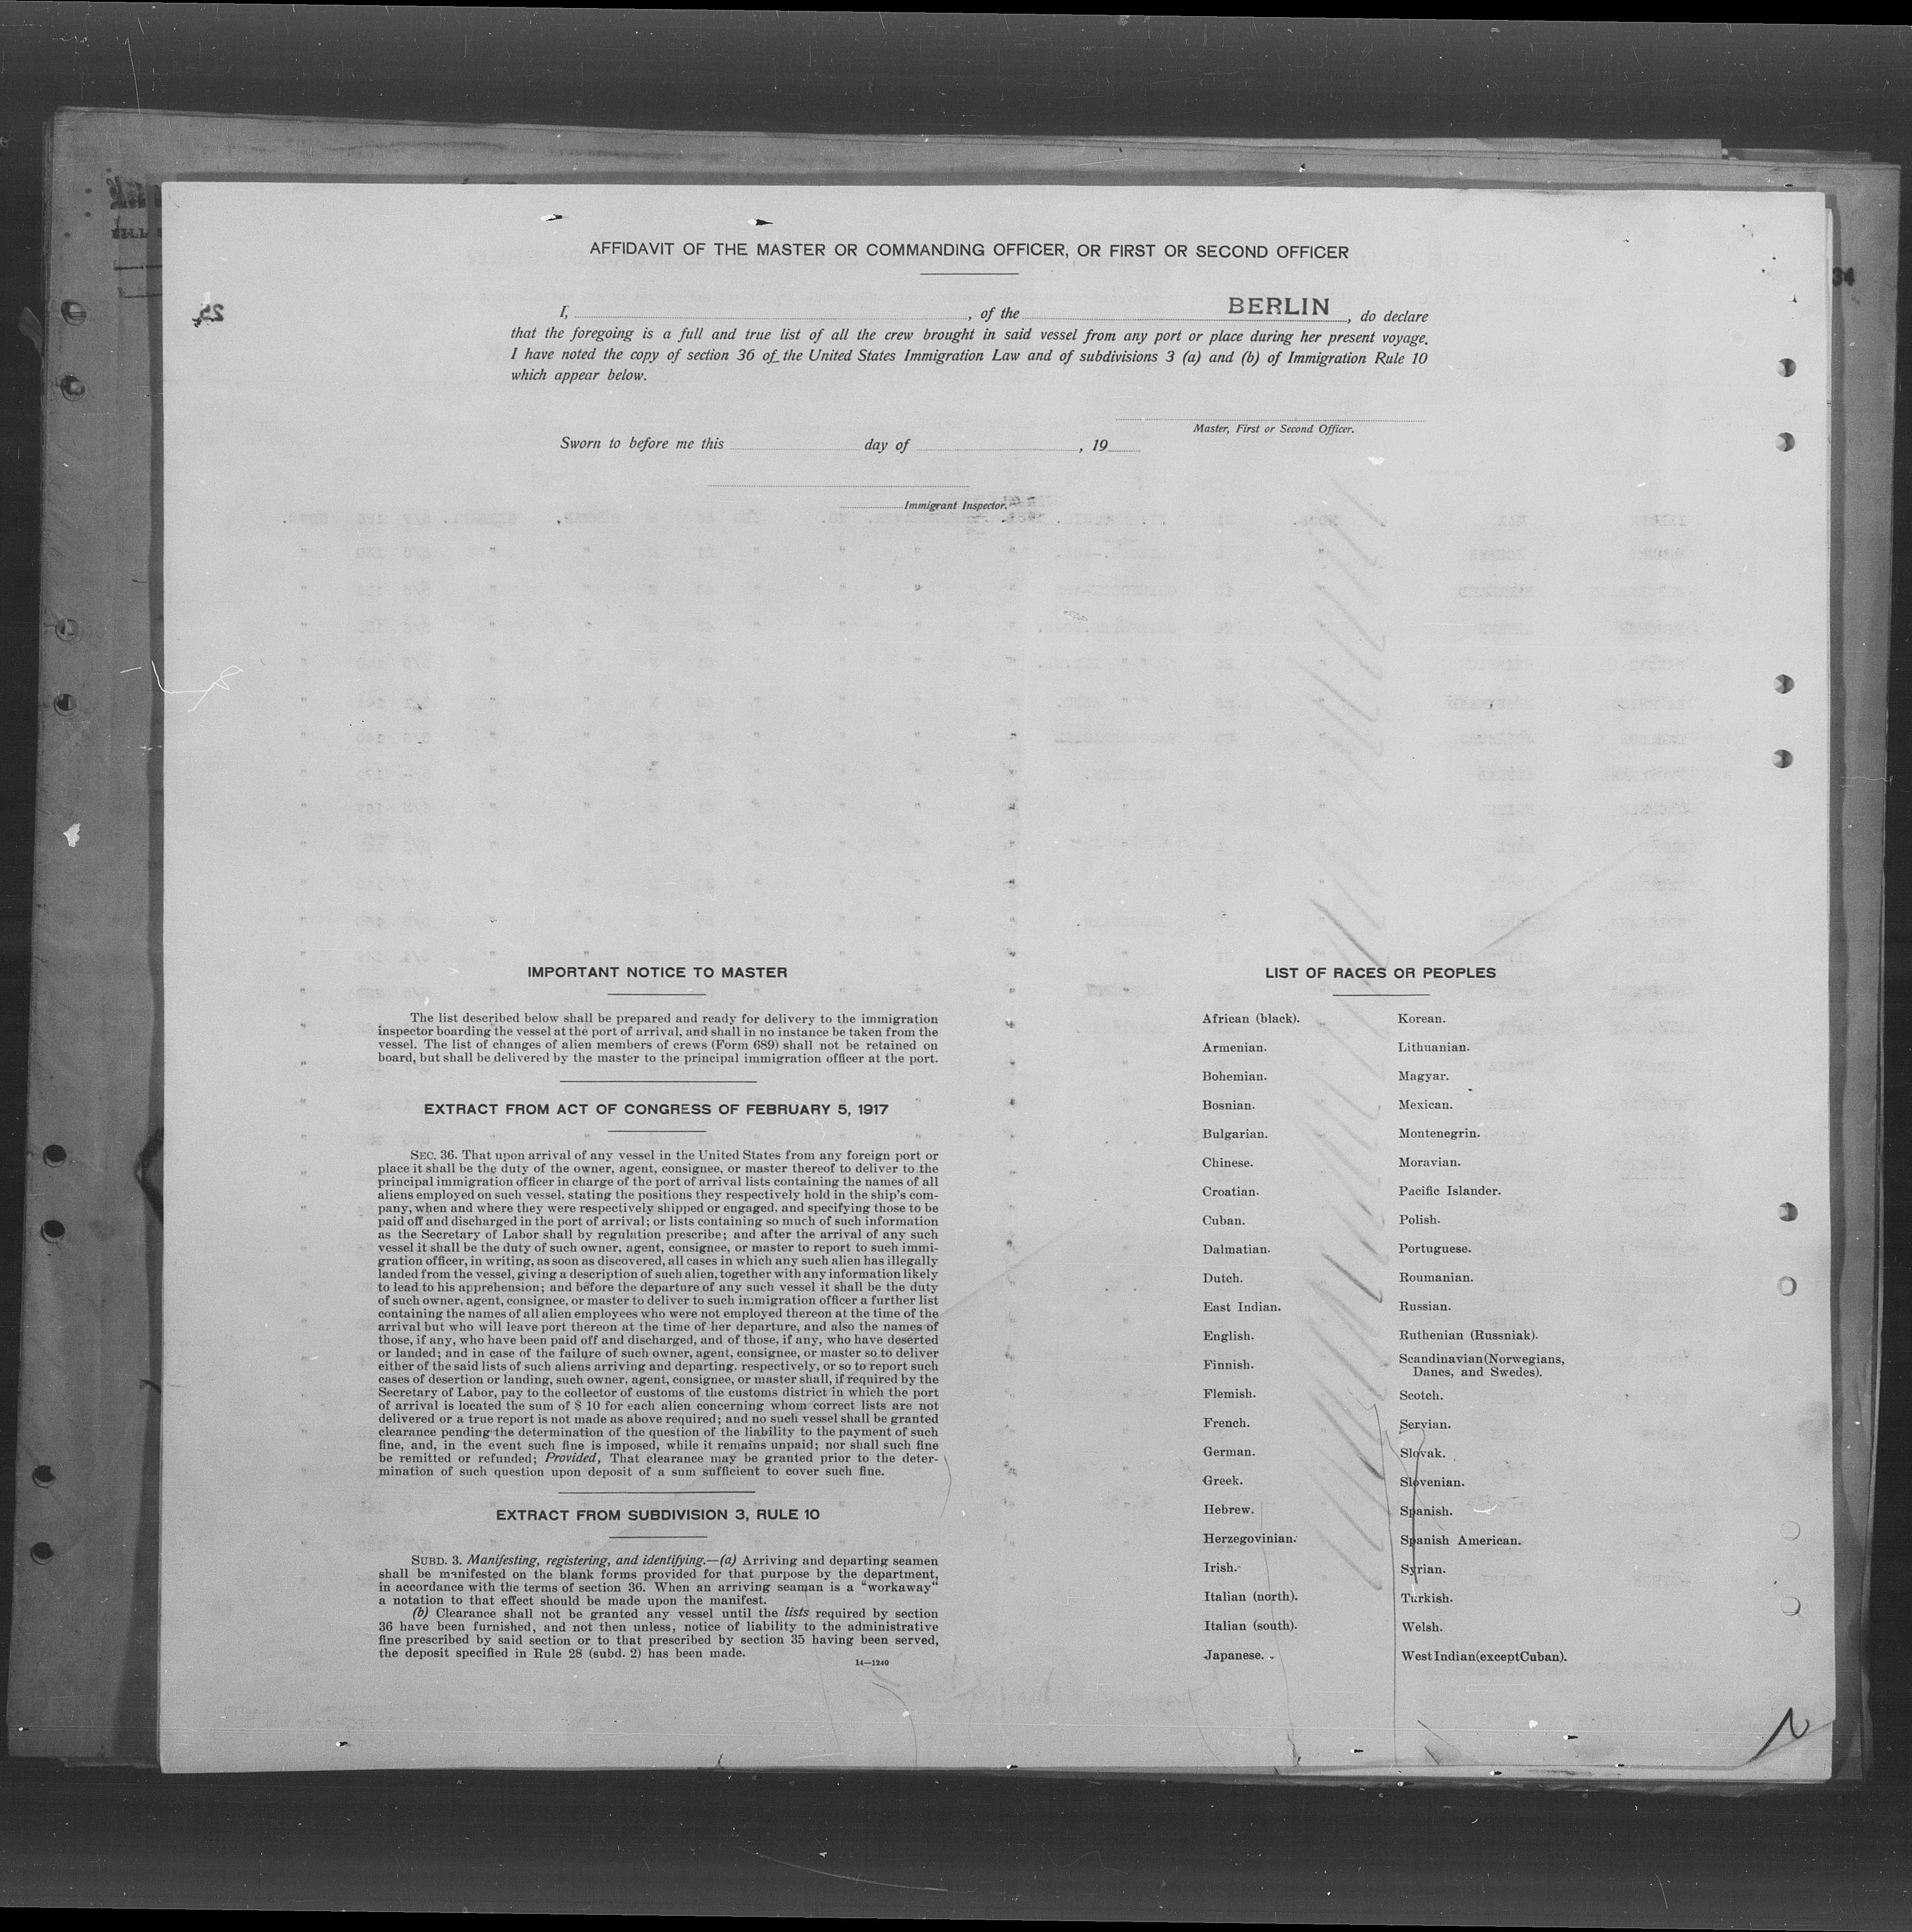 AFFIDAVIT OF THE MASTER OR COMMANDING OFFICER, OR FIRST OR SECOND OFFICER
I, , of the BERLIN , do declare
that the foregoing is a full and true list of all the crew brought in said vessel from any port or place during her present voyage.
I have noted the copy of section 36 of the United States Immigration Law and of subdivisions 3 (a) and (b) of Immigration Rule 10
which appear below.
Master, First or Second Officer.
Sworn to before me this day of , 19
Immigrant Inspector.
IMPORTANT NOTICE TO MASTER
The list described below shall be prepared and ready for delivery to the immigration
inspector boarding the vessel at the port of arrival, and shall in no instance be taken from the
vessel. The list of changes of alien members of crews (Form 689) shall not be retained on
board, but shall be delivered by the master to the principal immigration officer at the port.
EXTRACT FROM ACT OF CONGRESS OF FEBRUARY 5, 1917
SEC. 36. That upon arrival of any vessel in the United States from any foreign port or
place it shall be the duty of the owner, agent, consignee, or master thereof to deliver to the
principal immigration officer in charge of the port of arrival lists containing the names of all
aliens employed on such vessel, stating the positions they respectively hold in the ship's com-
pany, when and where they were respectively shipped or engaged, and specifying those to be
paid off and discharged in the port of arrival; or lists containing so much of such information
as the Secretary of Labor shall by regulation prescribe; and after the arrival of any such
vessel it shall be the duty of such owner, agent, consignee, or master to report to such immi-
gration officer, in writing, as soon as discovered, all cases in which any such alien has illegally
landed from the vessel, giving a description of such alien, together with any information likely
to lead to his apprehension; and before the departure of any such vessel it shall be the duty
of such owner, agent, consignee, or master to deliver to such immigration officer a further list
containing the names of all alien employees who were not employed thereon at the time of the
arrival but who will leave port thereon at the time of her departure, and also the names of
those, if any, who have been paid off and discharged, and of those, if any, who have deserted
or landed; and in case of the failure of such owner, agent, consignee, or master so to deliver
either of the said lists of such aliens arriving and departing, respectively, or so to report such
cases of desertion or landing, such owner, agent, consignee, or master shall, if required by the
Secretary of Labor, pay to the collector of customs of the customs district in which the port
of arrival is located the sum of $ 10 for each alien concerning whom correct lists are not
delivered or a true report is not made as above required; and no such vessel shall be granted
clearance pending the determination of the question of the liability to the payment of such
fine, and, in the event such fine is imposed, while it remains unpaid; nor shall such fine
be remitted or refunded; Provided, That clearance may be granted prior to the deter-
mination of such question upon deposit of a sum sufficient to cover such fine.
EXTRACT FROM SUBDIVISION 3, RULE 10
SUBD. 3. Manifesting, registering, and identifying.—(a) Arriving and departing seamen
shall be manifested on the blank forms provided for that purpose by the department,
in accordance with the terms of section 36. When an arriving seaman is a “workaway“
a notation to that effect should be made upon the manifest.
(b) Clearance shall not be granted any vessel until the lists required by section
36 have been furnished, and not then unless, notice of liability to the administrative
fine prescribed by said section or to that prescribed by section 35 having been served,
the deposit specified in Rule 28 (subd. 2) has been made.
14—1240
LIST OF RACES OR PEOPLES
African (black).
Armenian.
Bohemian.
Bosnian.
Bulgarian.
Chinese.
Croatian.
Cuban.
Dalmatian.
Dutch.
East Indian.
English.
Finnish.
Flemish.
French.
German.
Greek.
Hebrew.
Herzegovinian.
Irish.
Italian (north).
Italian (south).
Japanese.
Korean.
Lithuanian.
Magyar.
Mexican.
Montenegrin.
Moravian.
Pacific Islander.
Polish.
Portuguese.
Roumanian.
Russian.
Ruthenian (Russniak).
Scandinavian (Norwegians,
Danes, and Swedes).
Scotch.
Servian.
Slovak.
Slovenian.
Spanish.
Spanish American.
Syrian.
Turkish.
Welsh.
West Indian (except Cuban).
34